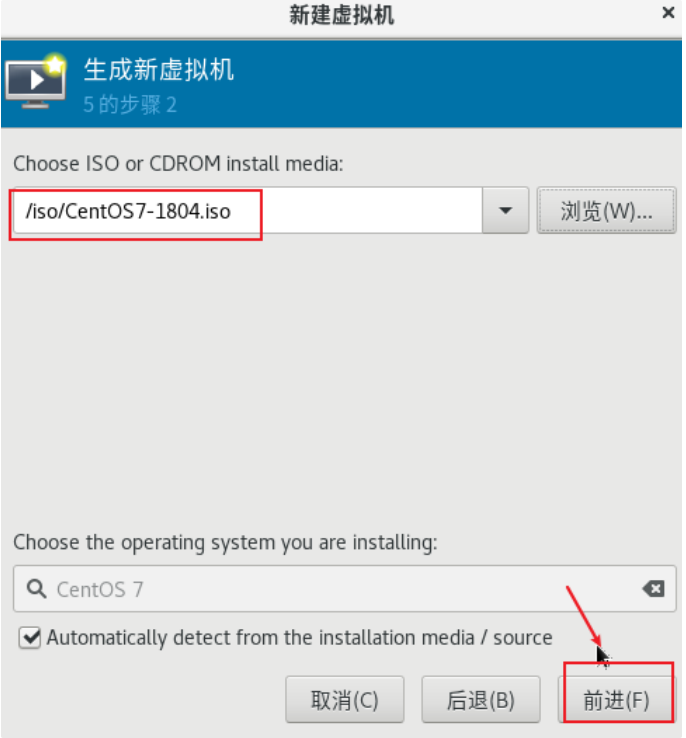 新建虚拟机
生成新虚拟机
5 的步骤 2
Choose ISO or CDROM install media:
/iso/CentOS7-1804.iso
浏览(W)...
Choose the operating system you are installing:
CentOS 7
Automatically detect from the installation media / source
取消(C) 后退(B) 前进(F)